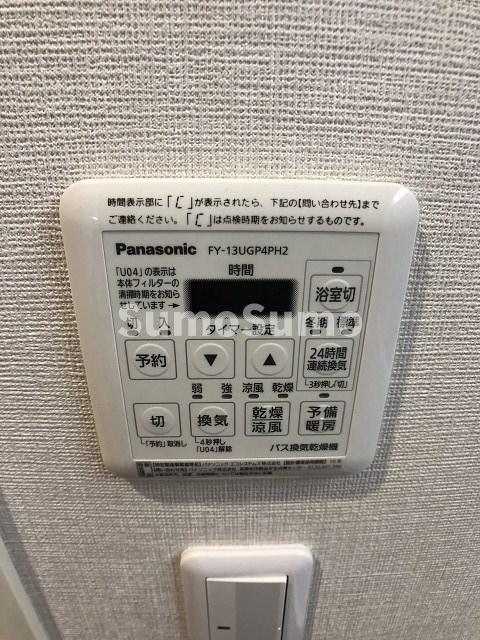 時間表示部に「[」が表示されたら、下記の【問い合わせ先】まで
ご連絡ください。「[」は点検時期をお知らせするものです。
Panasonic FY-13UGP4PH2
「U04」の表示は
本体フィルターの
清掃時期をお知ら
せしています→
時間
浴室切
SumoSumo
切 入 タイマー設定 冬期 標準
予約 ▼ ▲ 24時間
連続換気
3秒押し「切」
弱 強 涼風 乾燥
切 換気 乾燥
涼風 予備
暖房
「予約」取消し 4秒押し
「U04」解除
バス換気乾燥機